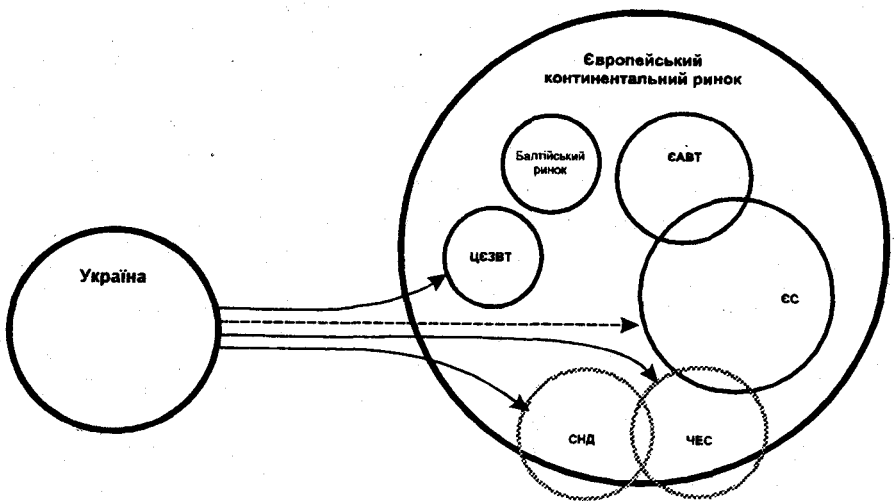 Європейський
континентальний ринок
Балтійський
ринок
ЄАВТ
ЦЄЗВТ
Україна
ЄС
СНД
ЧЕС